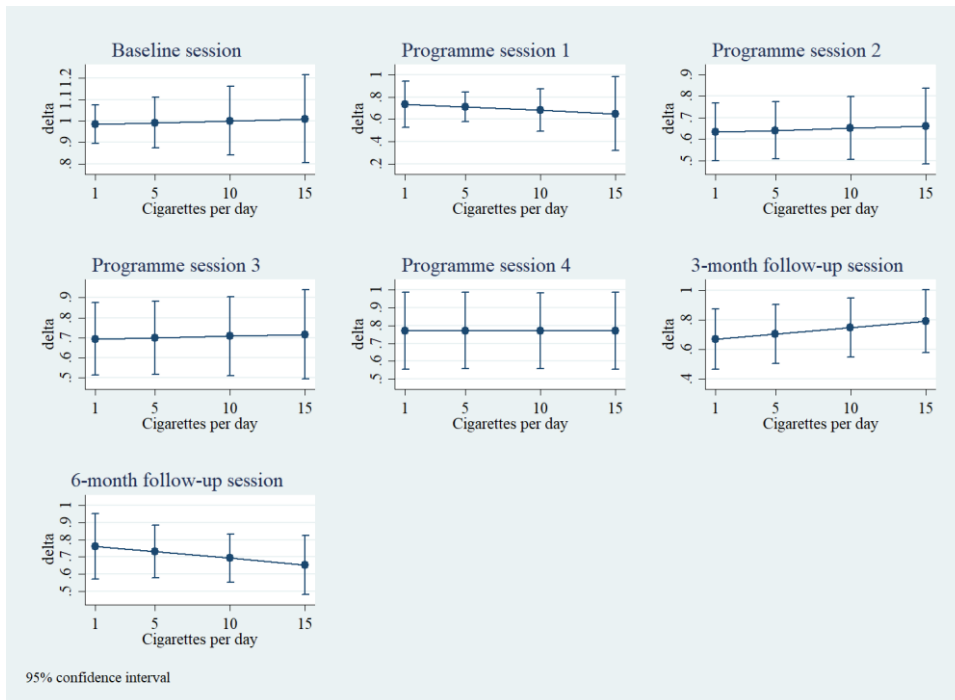 Baseline session
Programme session 1
Programme session 2
delta
.8 .9 1 1.1 1.2
1 5 10 15
Cigarettes per day
delta
.2 .4 .6 .8 1
1 5 10 15
Cigarettes per day
delta
.5 .6 .7 .8 .9
1 5 10 15
Cigarettes per day
Programme session 3
Programme session 4
3-month follow-up session
delta
.5 .6 .7 .8 .9
1 5 10 15
Cigarettes per day
delta
.5 .6 .7 .8 .9 1
1 5 10 15
Cigarettes per day
delta
.4 .6 .8 1
1 5 10 15
Cigarettes per day
6-month follow-up session
delta
.5 .6 .7 .8 .9 1
1 5 10 15
Cigarettes per day
95% confidence interval